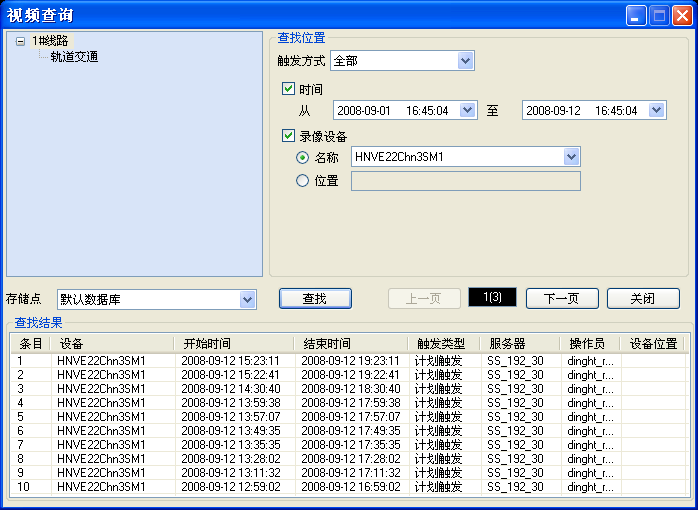 视频查询
1#线路
轨道交通
查找位置
触发方式 全部
时间
从 2008-09-01 16:45:04 至 2008-09-12 16:45:04
录像设备
名称 HNVE22Chn3SM1
位置
存储点 默认数据库 查找 上一页 1(3) 下一页 关闭
查找结果
条目 设备 开始时间 结束时间 触发类型 服务器 操作员 设备位置
1 HNVE22Chn3SM1 2008-09-12 15:23:11 2008-09-12 19:23:11 计划触发 SS_192_30 dinght_r...
2 HNVE22Chn3SM1 2008-09-12 15:22:41 2008-09-12 19:22:41 计划触发 SS_192_30 dinght_r...
3 HNVE22Chn3SM1 2008-09-12 14:30:40 2008-09-12 18:30:40 计划触发 SS_192_30 dinght_r...
4 HNVE22Chn3SM1 2008-09-12 13:59:38 2008-09-12 17:59:38 计划触发 SS_192_30 dinght_r...
5 HNVE22Chn3SM1 2008-09-12 13:57:07 2008-09-12 17:57:07 计划触发 SS_192_30 dinght_r...
6 HNVE22Chn3SM1 2008-09-12 13:49:35 2008-09-12 17:49:35 计划触发 SS_192_30 dinght_r...
7 HNVE22Chn3SM1 2008-09-12 13:35:35 2008-09-12 17:35:35 计划触发 SS_192_30 dinght_r...
8 HNVE22Chn3SM1 2008-09-12 13:28:02 2008-09-12 17:28:02 计划触发 SS_192_30 dinght_r...
9 HNVE22Chn3SM1 2008-09-12 13:11:32 2008-09-12 17:11:32 计划触发 SS_192_30 dinght_r...
10 HNVE22Chn3SM1 2008-09-12 12:59:02 2008-09-12 16:59:02 计划触发 SS_192_30 dinght_r...